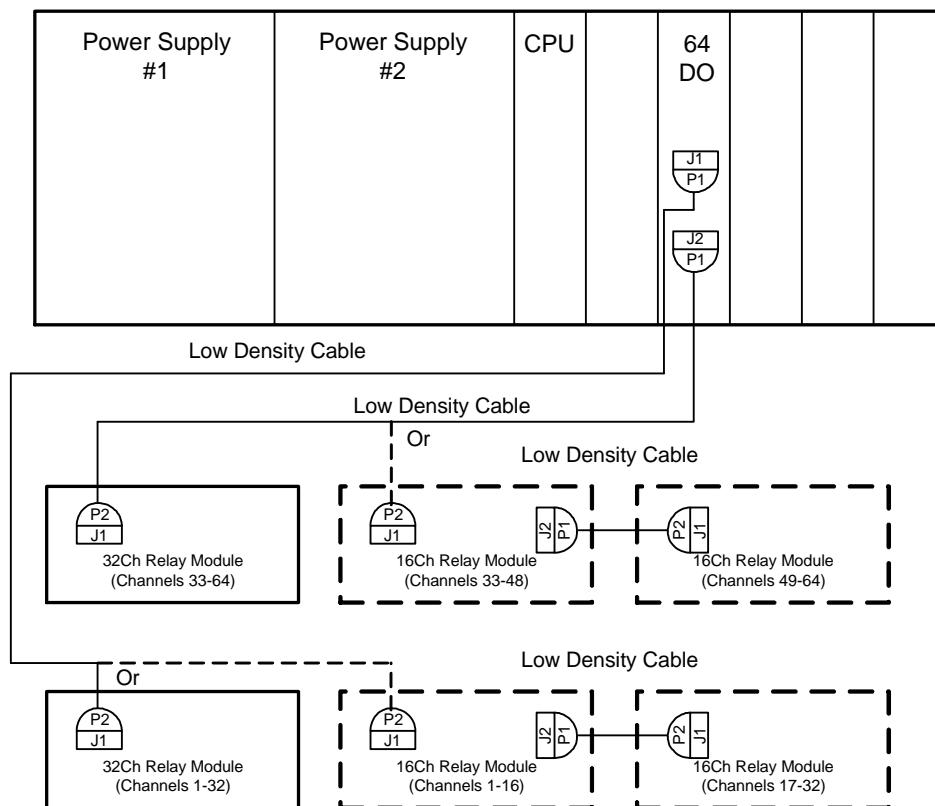 Power Supply
#1
Power Supply
#2
CPU
64
DO
J1
P1
J2
P1
Low Density Cable
Low Density Cable
Or
Low Density Cable
P2
J1
32Ch Relay Module
(Channels 33-64)
P2
J1
16Ch Relay Module
(Channels 33-48)
J2
P1
P2
J1
16Ch Relay Module
(Channels 49-64)
Or
Low Density Cable
P2
J1
32Ch Relay Module
(Channels 1-32)
P2
J1
16Ch Relay Module
(Channels 1-16)
J2
P1
P2
J1
16Ch Relay Module
(Channels 17-32)